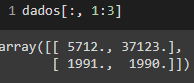 1 dados[:, 1:3]
array([[ 5712., 37123.],
[ 1991., 1990.]])